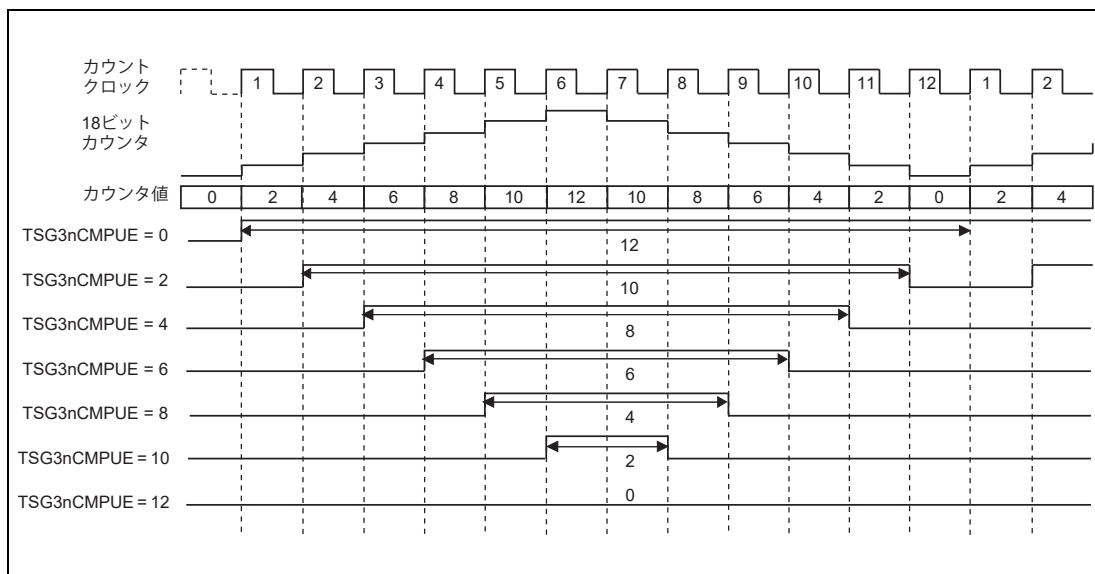 カウント
クロック
1 2 3 4 5 6 7 8 9 10 11 12 1 2
18ビット
カウンタ
カウンタ値 0 2 4 6 8 10 12 10 8 6 4 2 0 2 4
TSG3nCMPUE = 0
12
TSG3nCMPUE = 2
10
TSG3nCMPUE = 4
8
TSG3nCMPUE = 6
6
TSG3nCMPUE = 8
4
TSG3nCMPUE = 10
2
TSG3nCMPUE = 12
0